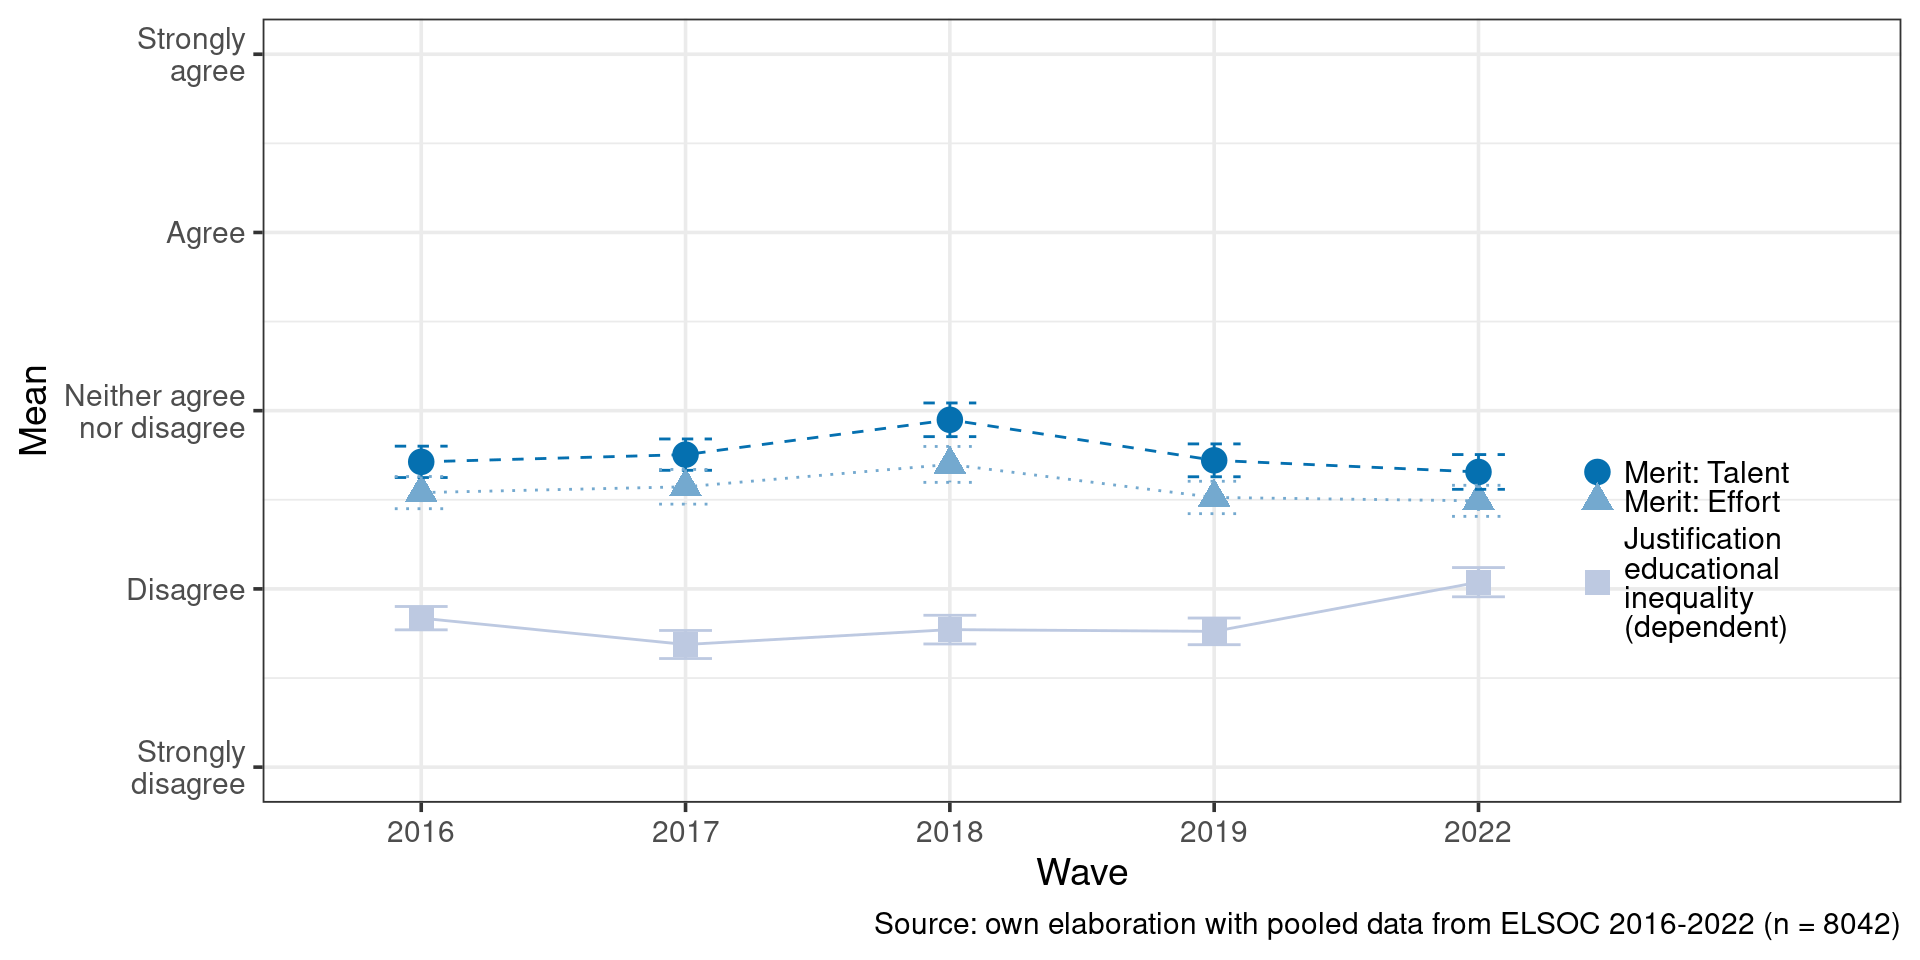 Strongly
agree
Agree
Neither agree
nor disagree
Disagree
Strongly
disagree
Mean
Merit: Talent
Merit: Effort
Justification
educational
inequality
(dependent)
2016
2017
2018
2019
2022
Wave
Source: own elaboration with pooled data from ELSOC 2016-2022 (n = 8042)